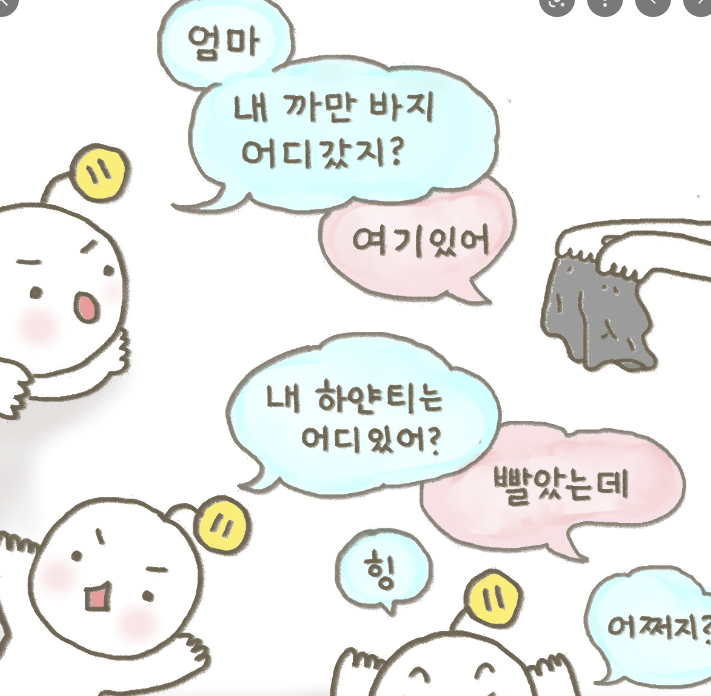 엄마
내 까만 바지
어디갔지?
여기있어
내 하얀티는
어디있어?
빨았는데
힝
어쩌지?